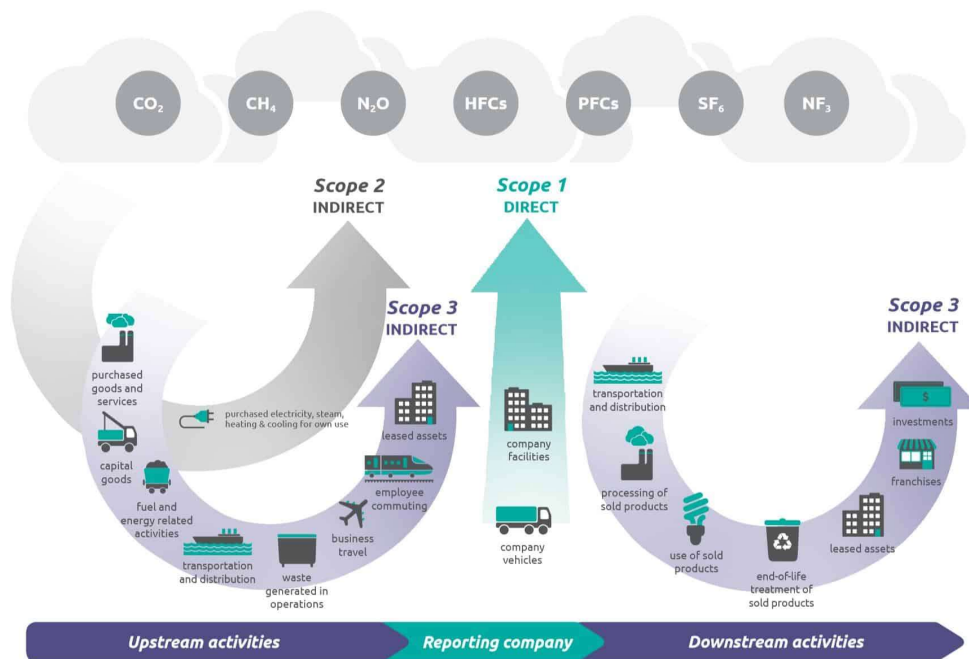 CO₂
CH₄
N₂O
HFCs
PFCs
SF₆
NF₃
Scope 2
INDIRECT
Scope 1
DIRECT
Scope 3
INDIRECT
Scope 3
INDIRECT
purchased
goods and
services
capital
goods
fuel and
energy related
activities
transportation
and distribution
waste
generated in
operations
business
travel
employee
commuting
leased assets
purchased electricity, steam,
heating & cooling for own use
company
facilities
company
vehicles
transportation
and distribution
processing of
sold products
use of sold
products
end-of-life
treatment of
sold products
leased assets
franchises
$
investments
Upstream activities
Reporting company
Downstream activities